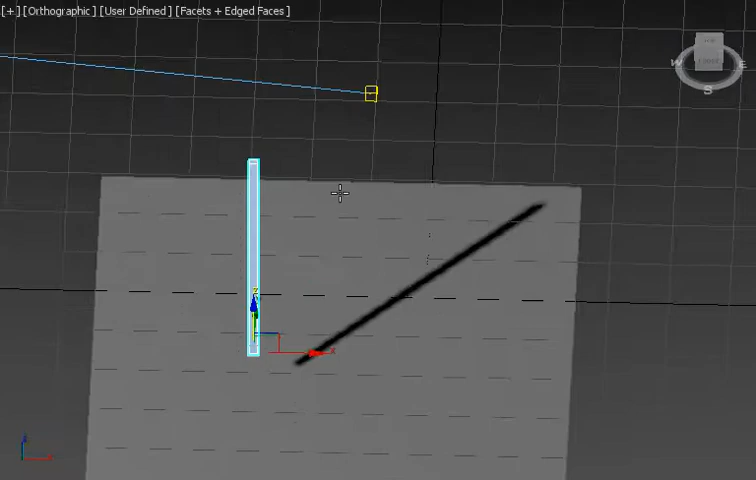 [+] [Orthographic] [User Defined] [Facets + Edged Faces]
W
E
S
z
x